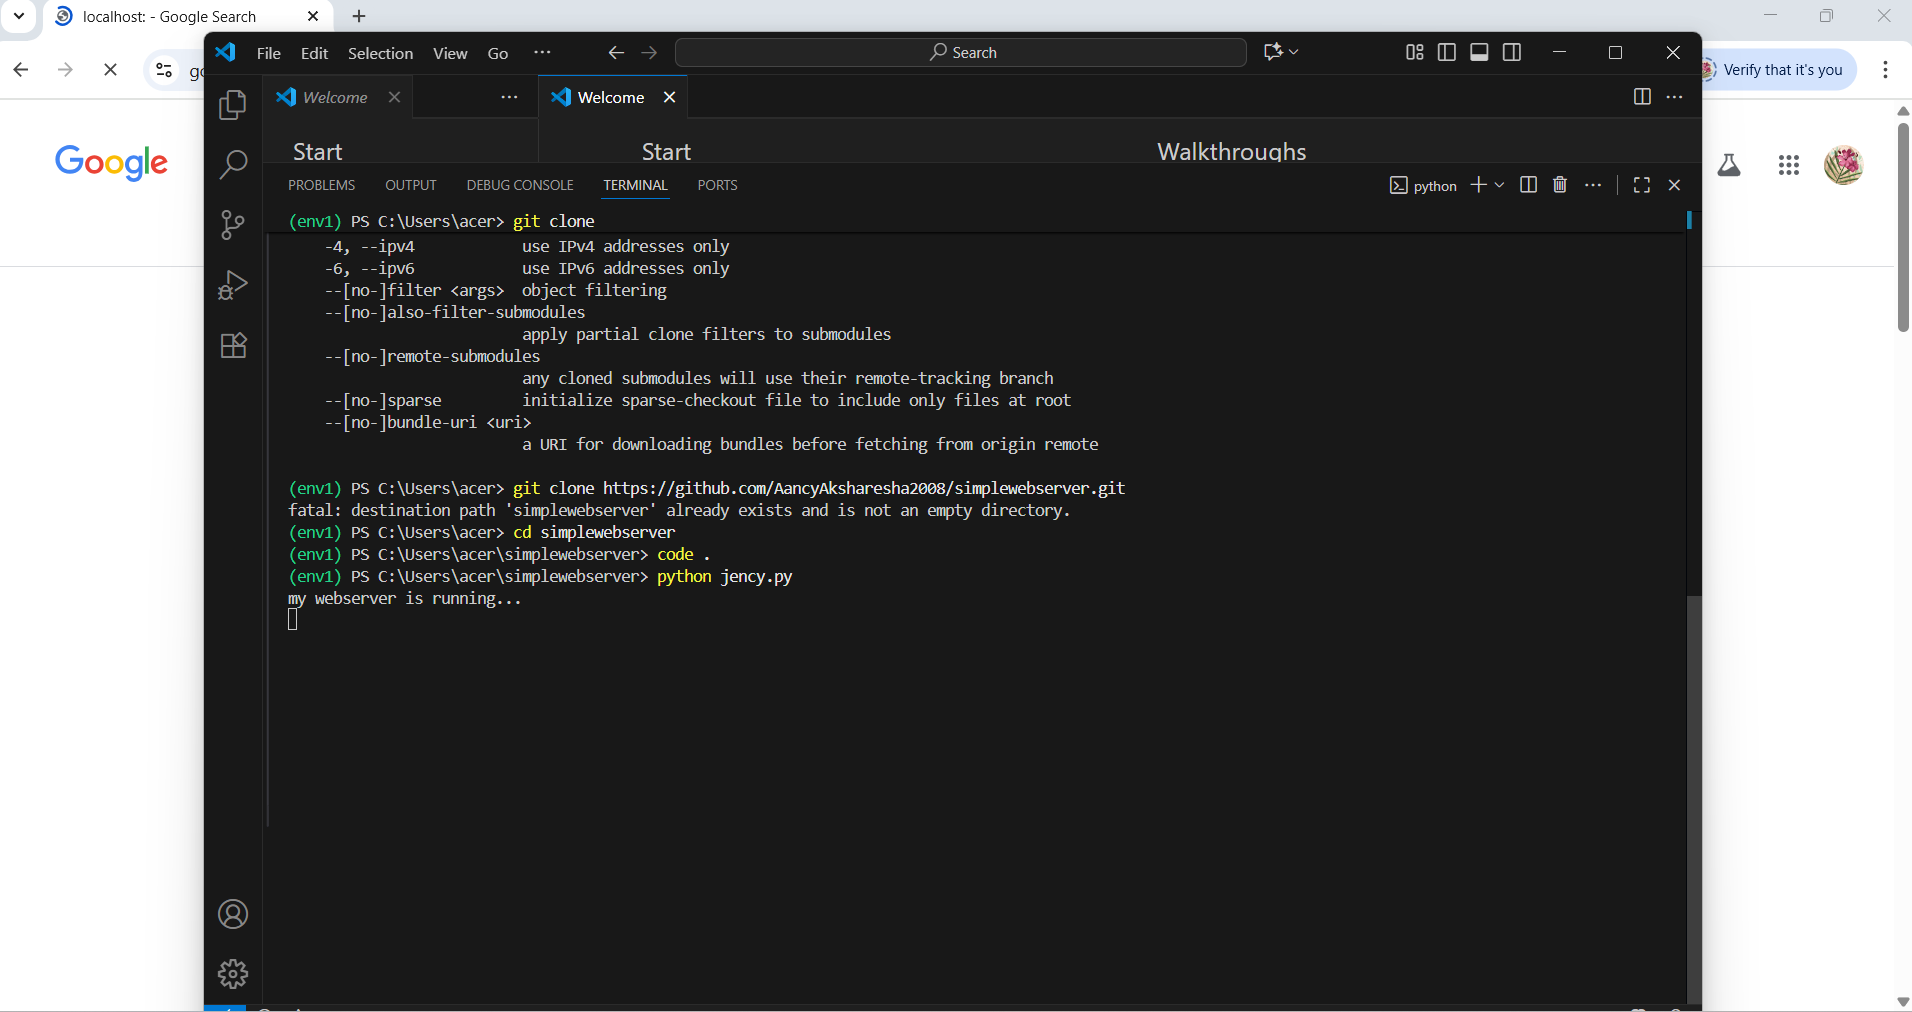 localhost: - Google Search
File Edit Selection View Go ... Search
go
Verify that it's you
Welcome ... Welcome
Google
Start Start Walkthroughs
PROBLEMS OUTPUT DEBUG CONSOLE TERMINAL PORTS python
(env1) PS C:\Users\acer> git clone
-4, --ipv4 use IPv4 addresses only
-6, --ipv6 use IPv6 addresses only
--[no-]filter <args> object filtering
--[no-]also-filter-submodules
apply partial clone filters to submodules
--[no-]remote-submodules
any cloned submodules will use their remote-tracking branch
--[no-]sparse initialize sparse-checkout file to include only files at root
--[no-]bundle-uri <uri>
a URI for downloading bundles before fetching from origin remote
(env1) PS C:\Users\acer> git clone https://github.com/AancyAksharesha2008/simplewebserver.git
fatal: destination path 'simplewebserver' already exists and is not an empty directory.
(env1) PS C:\Users\acer> cd simplewebserver
(env1) PS C:\Users\acer\simplewebserver> code .
(env1) PS C:\Users\acer\simplewebserver> python jency.py
my webserver is running...